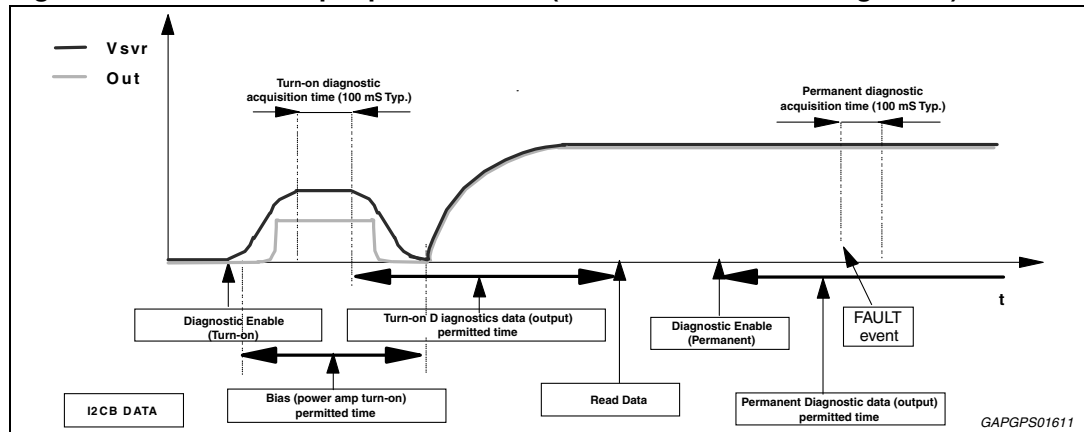 Vsvr
Out
Turn-on diagnostic
acquisition time (100 mS Typ.)
Permanent diagnostic
acquisition time (100 mS Typ.)
t
Diagnostic Enable
(Turn-on)
Turn-on D iagnostics data (output)
permitted time
Diagnostic Enable
(Permanent)
FAULT
event
Bias (power amp turn-on)
permitted time
Read Data
Permanent Diagnostic data (output)
permitted time
I2CB DATA
GAPGPS01611